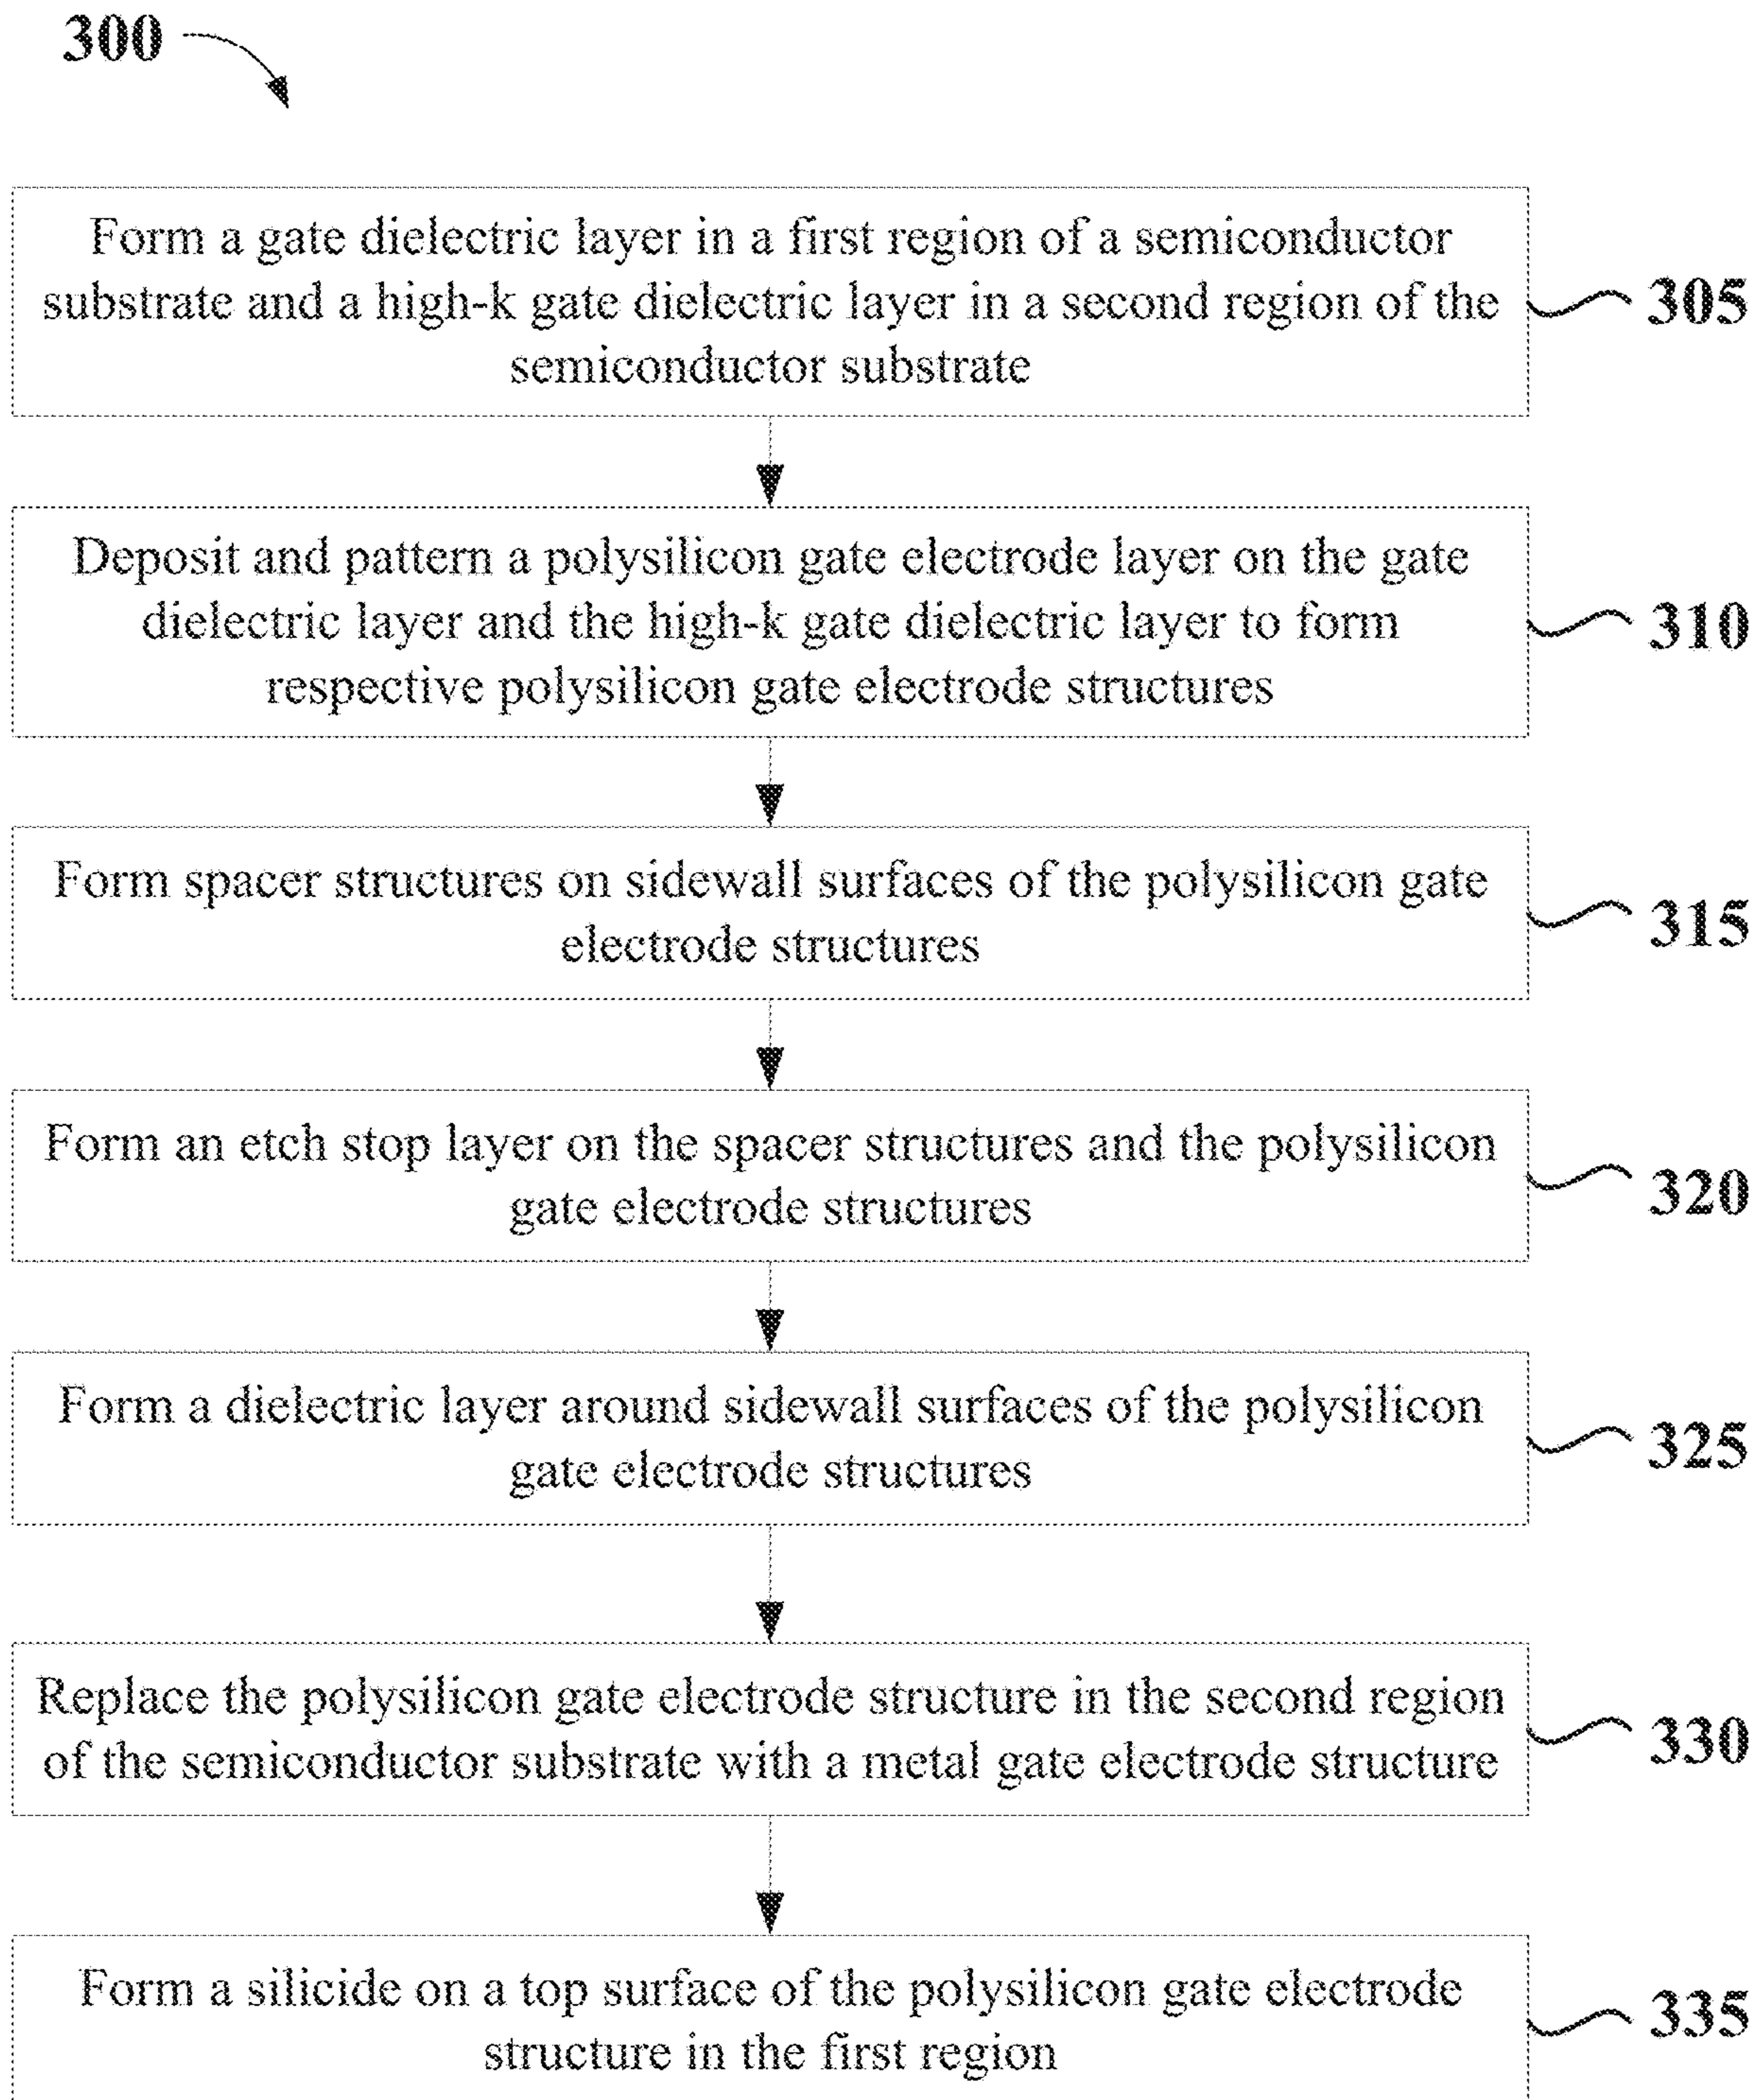 300
Form a gate dielectric layer in a first region of a semiconductor
substrate and a high-k gate dielectric layer in a second region of the
semiconductor substrate
305
Deposit and pattern a polysilicon gate electrode layer on the gate
dielectric layer and the high-k gate dielectric layer to form
respective polysilicon gate electrode structures
310
Form spacer structures on sidewall surfaces of the polysilicon gate
electrode structures
315
Form an etch stop layer on the spacer structures and the polysilicon
gate electrode structures
320
Form a dielectric layer around sidewall surfaces of the polysilicon
gate electrode structures
325
Replace the polysilicon gate electrode structure in the second region
of the semiconductor substrate with a metal gate electrode structure
330
Form a silicide on a top surface of the polysilicon gate electrode
structure in the first region
335